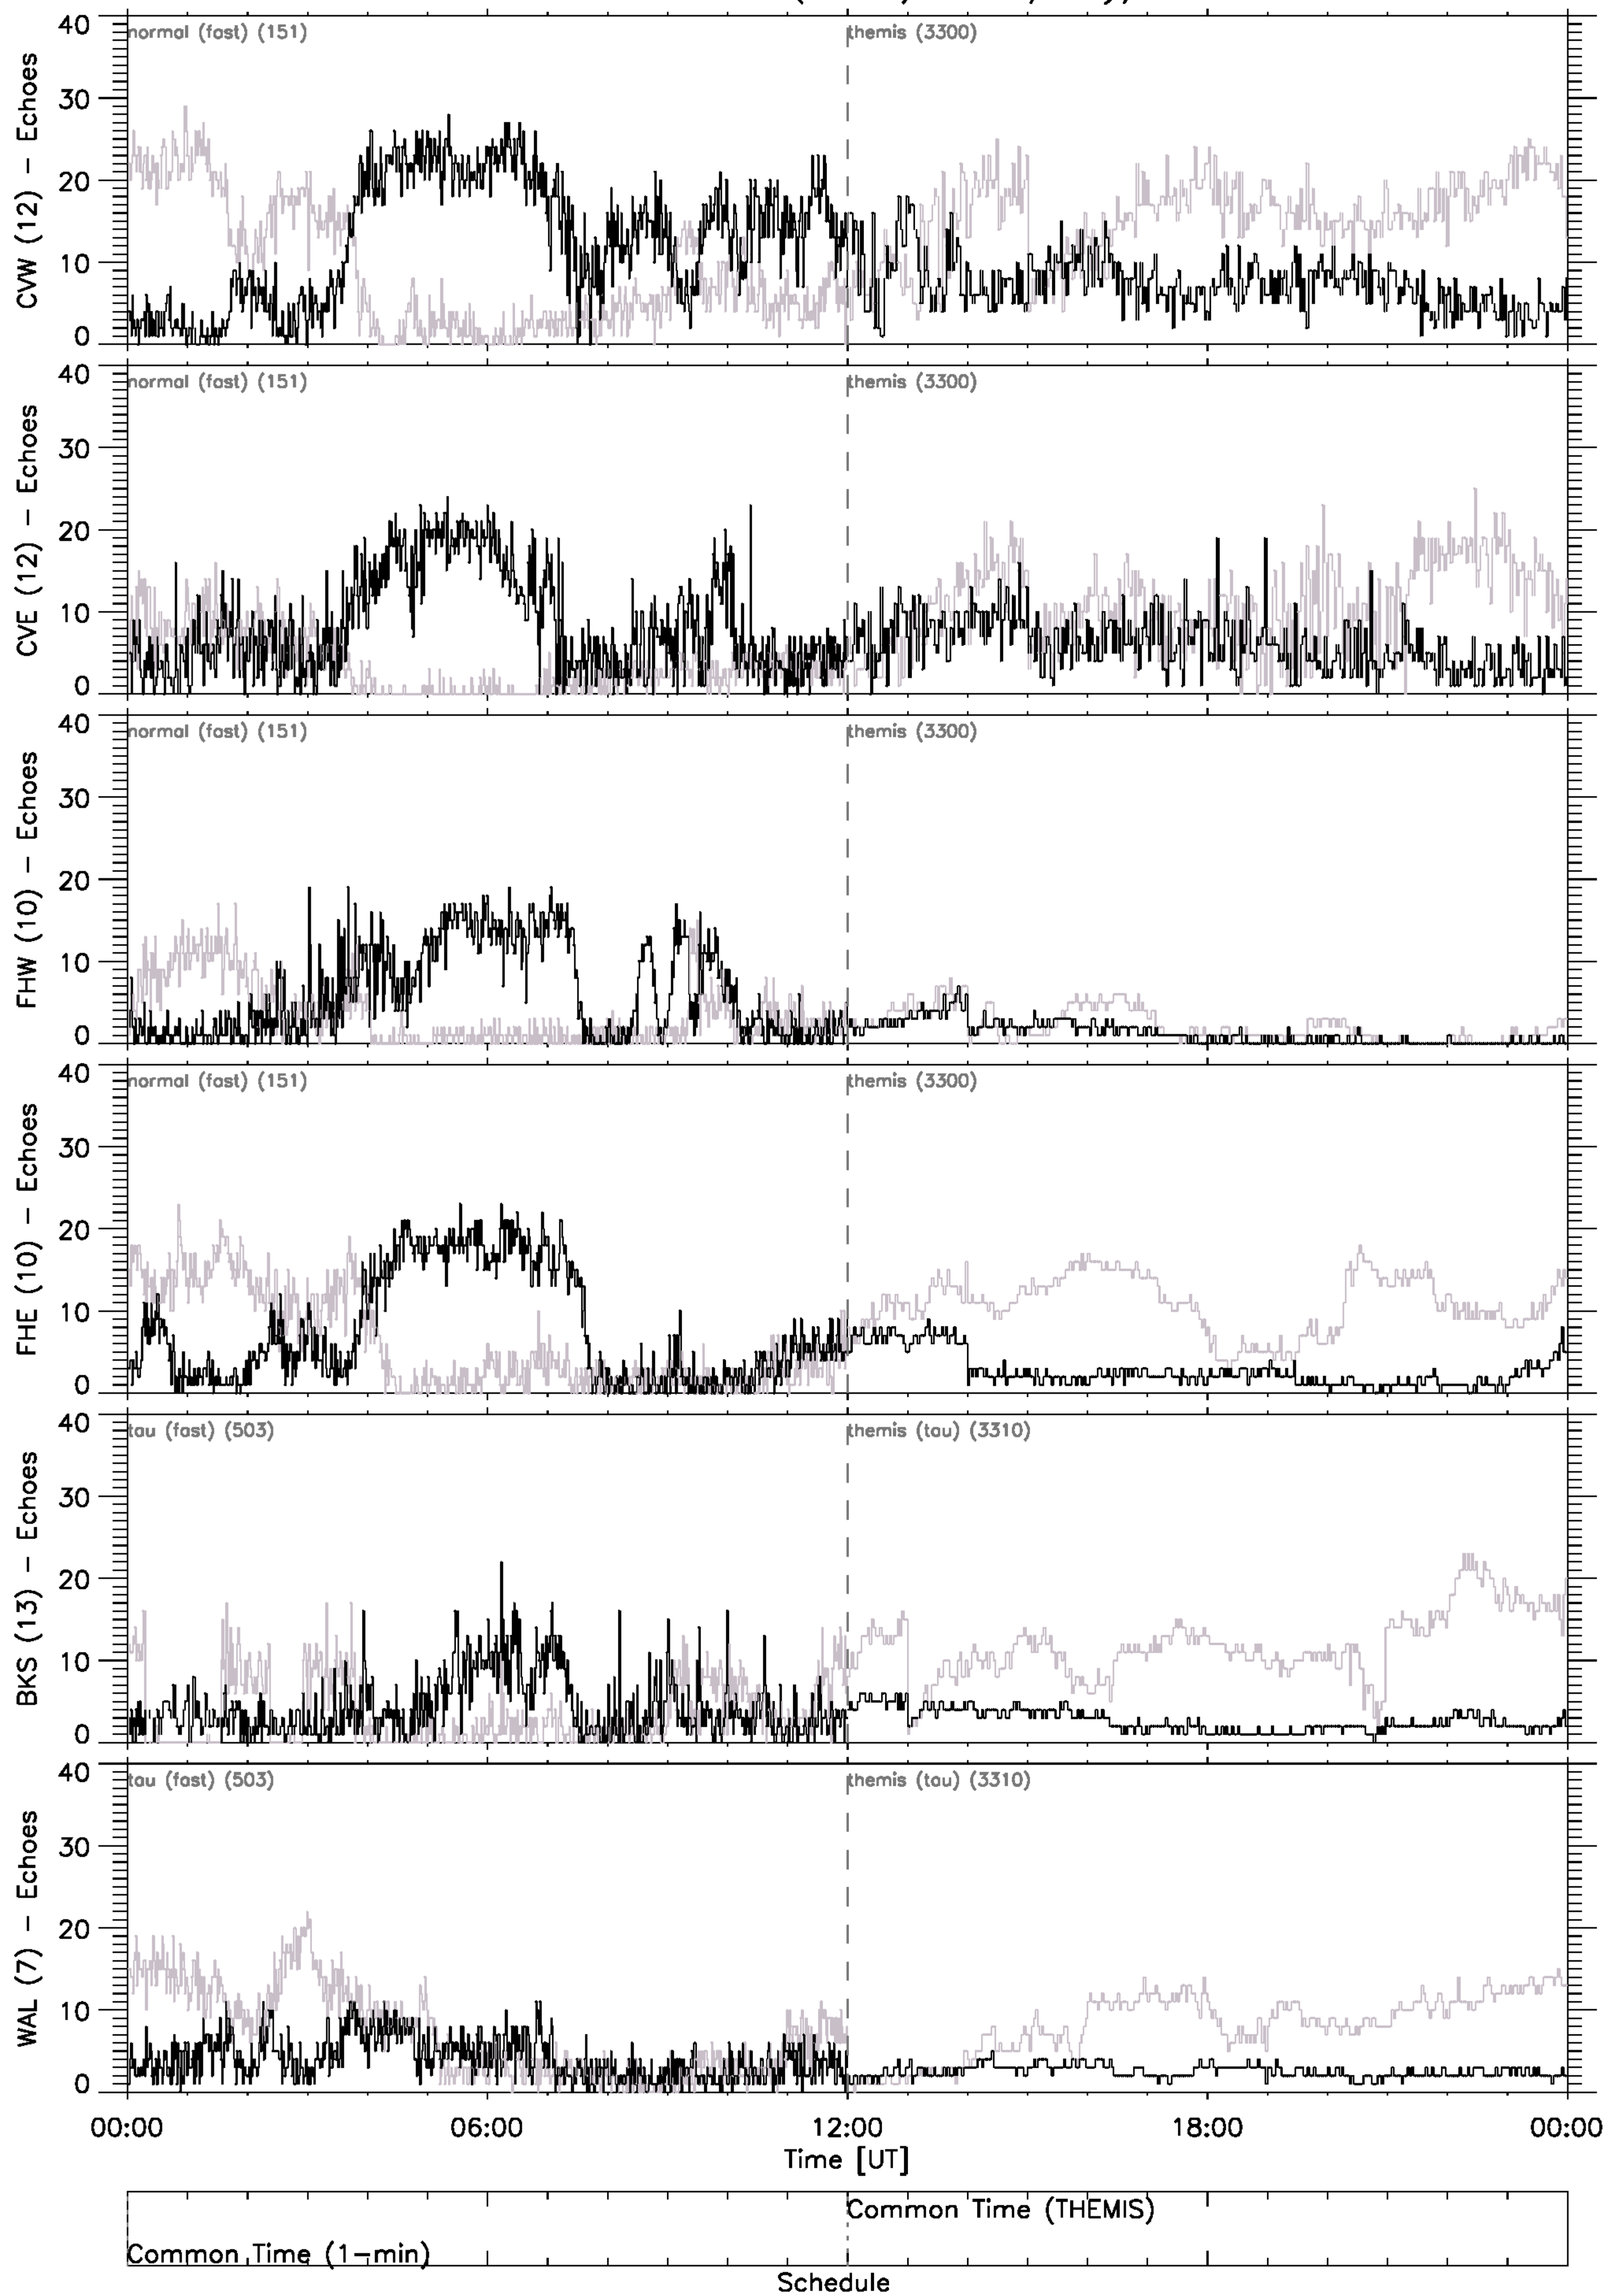 40
30
20
10
0
CVW (12) – Echoes
normal (fast) (151)
themis (3300)
40
30
20
10
0
CVE (12) – Echoes
normal (fast) (151)
themis (3300)
40
30
20
10
0
FHW (10) – Echoes
normal (fast) (151)
themis (3300)
40
30
20
10
0
FHE (10) – Echoes
normal (fast) (151)
themis (3300)
40
30
20
10
0
BKS (13) – Echoes
tau (fast) (503)
themis (tau) (3310)
40
30
20
10
0
WAL (7) – Echoes
tau (fast) (503)
themis (tau) (3310)
00:00 06:00 12:00 18:00 00:00
Time [UT]
Common Time (THEMIS)
Common Time (1–min)
Schedule